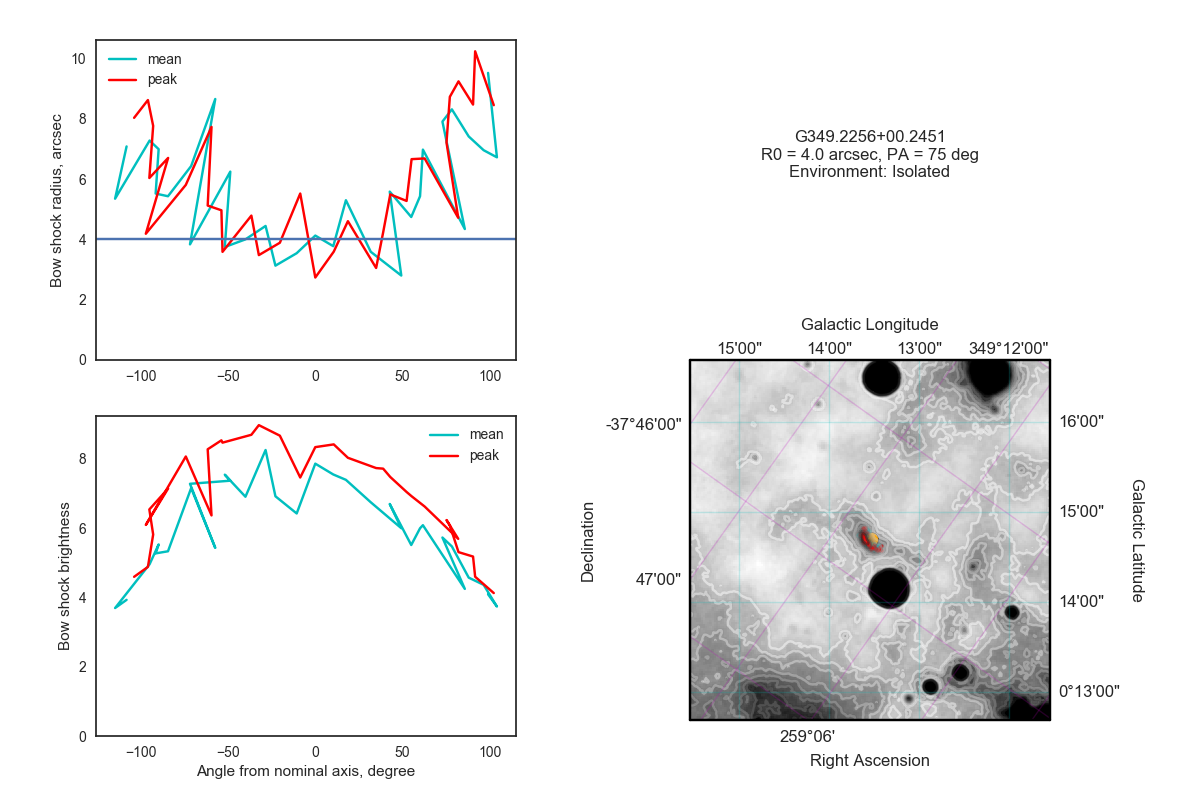 mean
peak
Bow shock radius, arcsec
10
8
6
4
2
0
−100
−50
0
50
100
mean
peak
Bow shock brightness
8
6
4
2
0
−100
−50
0
50
100
Angle from nominal axis, degree
G349.2256+00.2451
R0 = 4.0 arcsec, PA = 75 deg
Environment: Isolated
Galactic Longitude
15'00"
14'00"
13'00"
349°12'00"
-37°46'00"
47'00"
Declination
16'00"
15'00"
14'00"
0°13'00"
Galactic Latitude
259°06'
Right Ascension